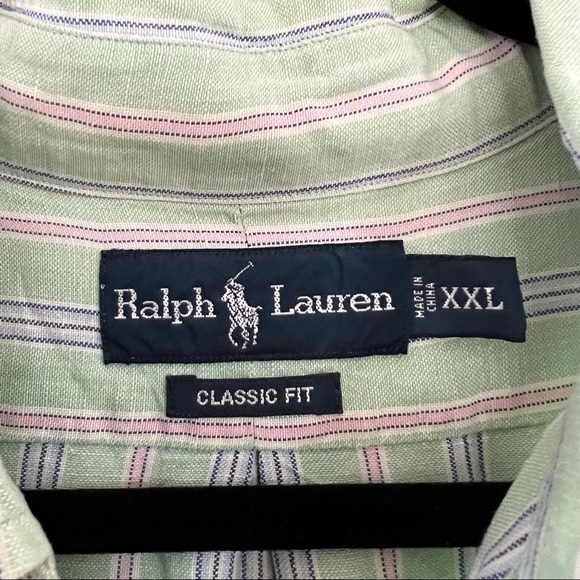 Ralph Lauren
MADE IN
CHINA
XXL
CLASSIC FIT